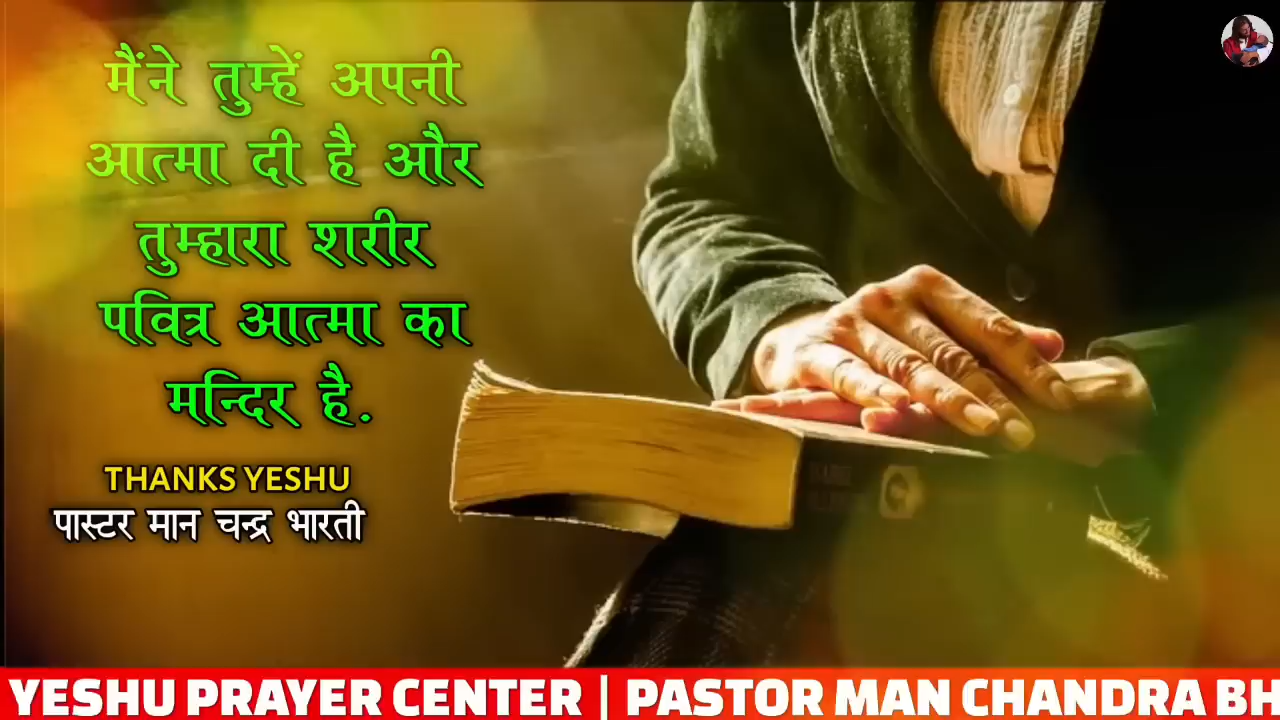 मैंने तुम्हें अपनी
आत्मा दी है और
तुम्हारा शरीर
पवित्र आत्मा का
मन्दिर है.
THANKS YESHU
पास्टर मान चन्द्र भारती
YESHU PRAYER CENTER | PASTOR MAN CHANDRA BH